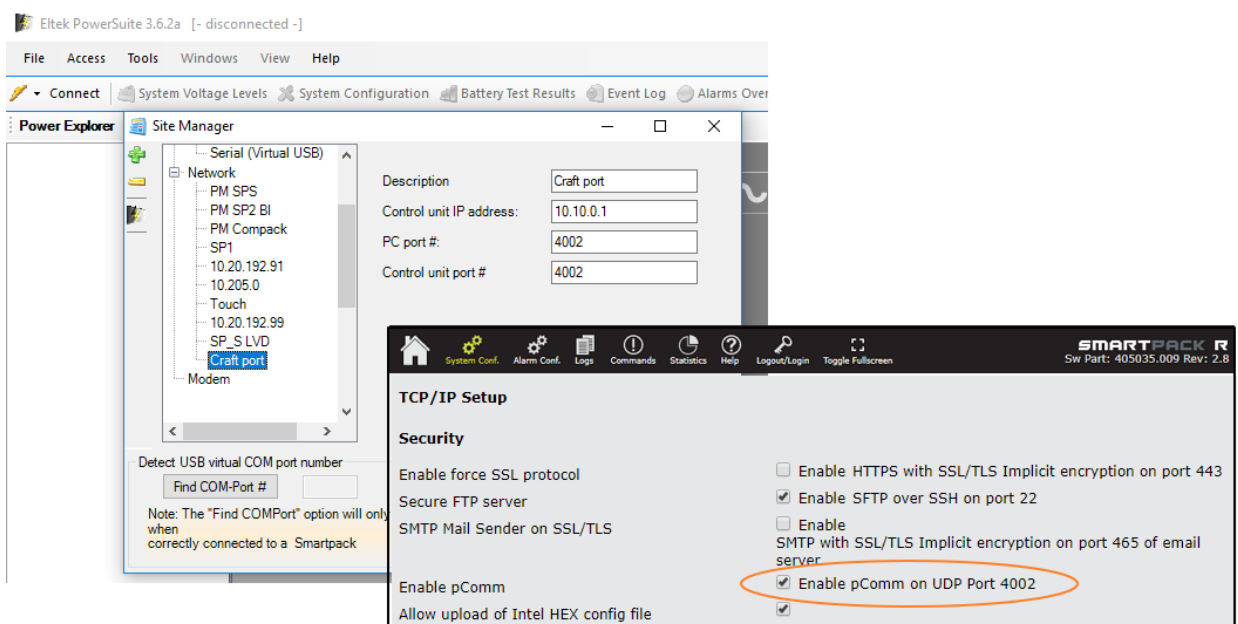 Eltek PowerSuite 3.6.2a [- disconnected -]
File Access Tools Windows View Help
Connect System Voltage Levels System Configuration Battery Test Results Event Log Alarms Over
Power Explorer
Site Manager
Serial (Virtual USB)
Network
PM SPS
PM SP2 BI
PM Compack
SP1
10.20.192.91
10.205.0
Touch
10.20.192.99
SP_S LVD
Craft port
Modem
Description Craft port
Control unit IP address: 10.10.0.1
PC port #: 4002
Control unit port # 4002
Detect USB virtual COM port number
Find COM-Port #
Note: The "Find COMPort" option will only
when
correctly connected to a Smartpack
System Conf. Alarm Conf. Logs Commands Statistics Help Logout/Login Toggle Fullscreen
SMARTPACK R
Sw Part: 405035.009 Rev: 2.8
TCP/IP Setup
Security
Enable force SSL protocol Enable HTTPS with SSL/TLS Implicit encryption on port 443
Secure FTP server Enable SFTP over SSH on port 22
SMTP Mail Sender on SSL/TLS Enable
SMTP with SSL/TLS Implicit encryption on port 465 of email
server
Enable pComm Enable pComm on UDP Port 4002
Allow upload of Intel HEX config file